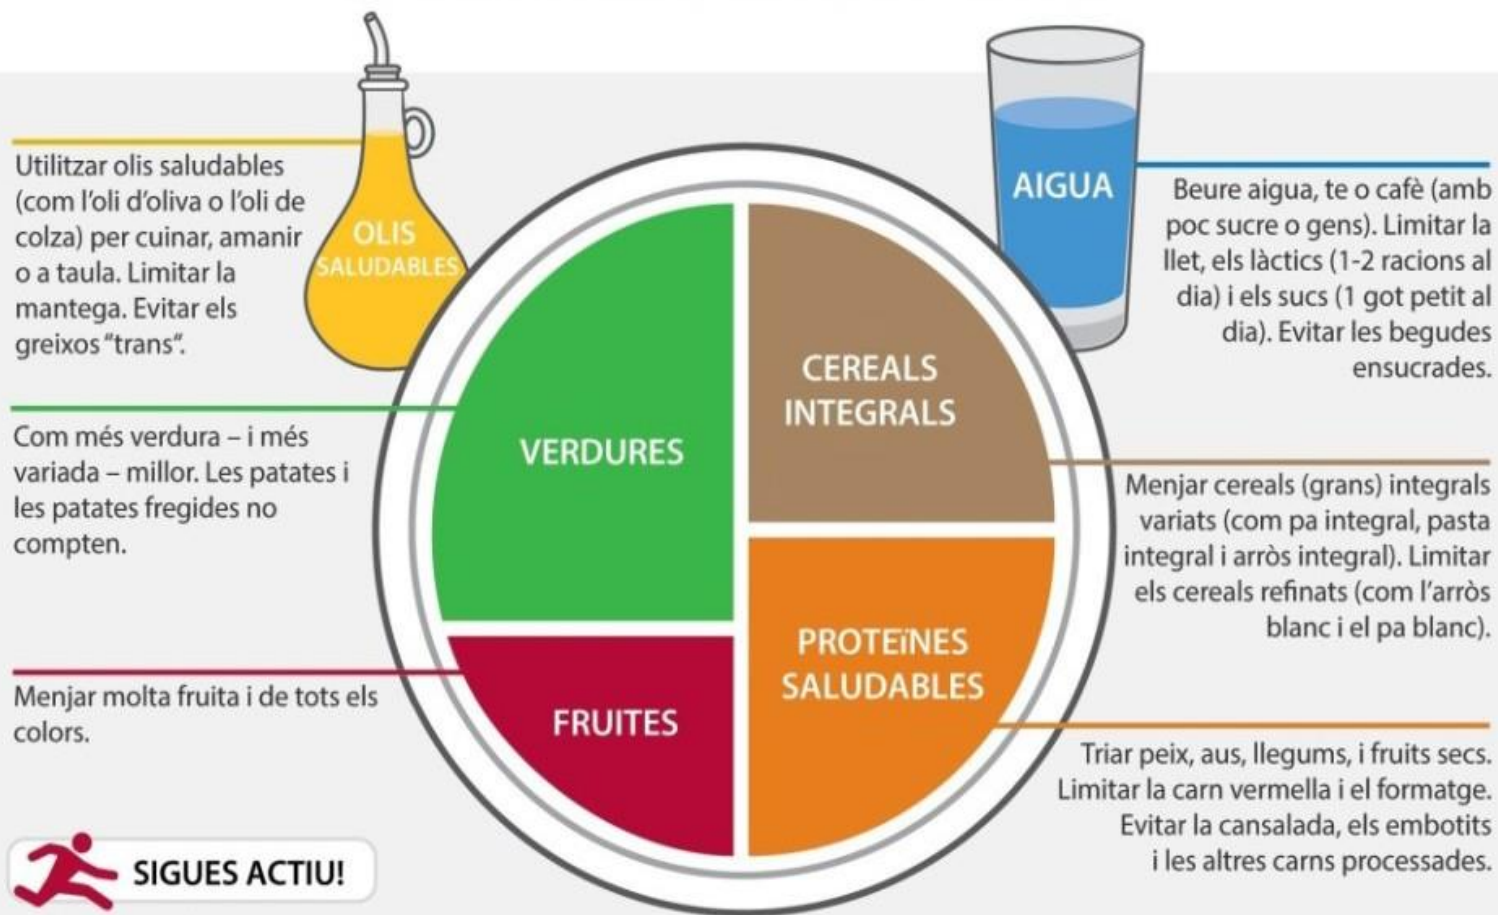 OLIS
SALUDABLES
AIGUA
Utilitzar olis saludables
(com l'oli d'oliva o l'oli de
colza) per cuinar, amanir
o a taula. Limitar la
mantega. Evitar els
greixos "trans".
Beure aigua, te o cafè (amb
poc sucre o gens). Limitar la
llet, els làctics (1-2 racions al
dia) i els sucs (1 got petit al
dia). Evitar les begudes
ensucrades.
VERDURES
CEREALS
INTEGRALS
Com més verdura – i més
variada – millor. Les patates i
les patates fregides no
compten.
Menjar cereals (grans) integrals
variats (com pa integral, pasta
integral i arròs integral). Limitar
els cereals refinats (com l'arròs
blanc i el pa blanc).
FRUITES
PROTEÏNES
SALUDABLES
Menjar molta fruita i de tots els
colors.
Triar peix, aus, llegums, i fruits secs.
Limitar la carn vermella i el formatge.
Evitar la cansalada, els embotits
i les altres carns processades.
SIGUES ACTIU!